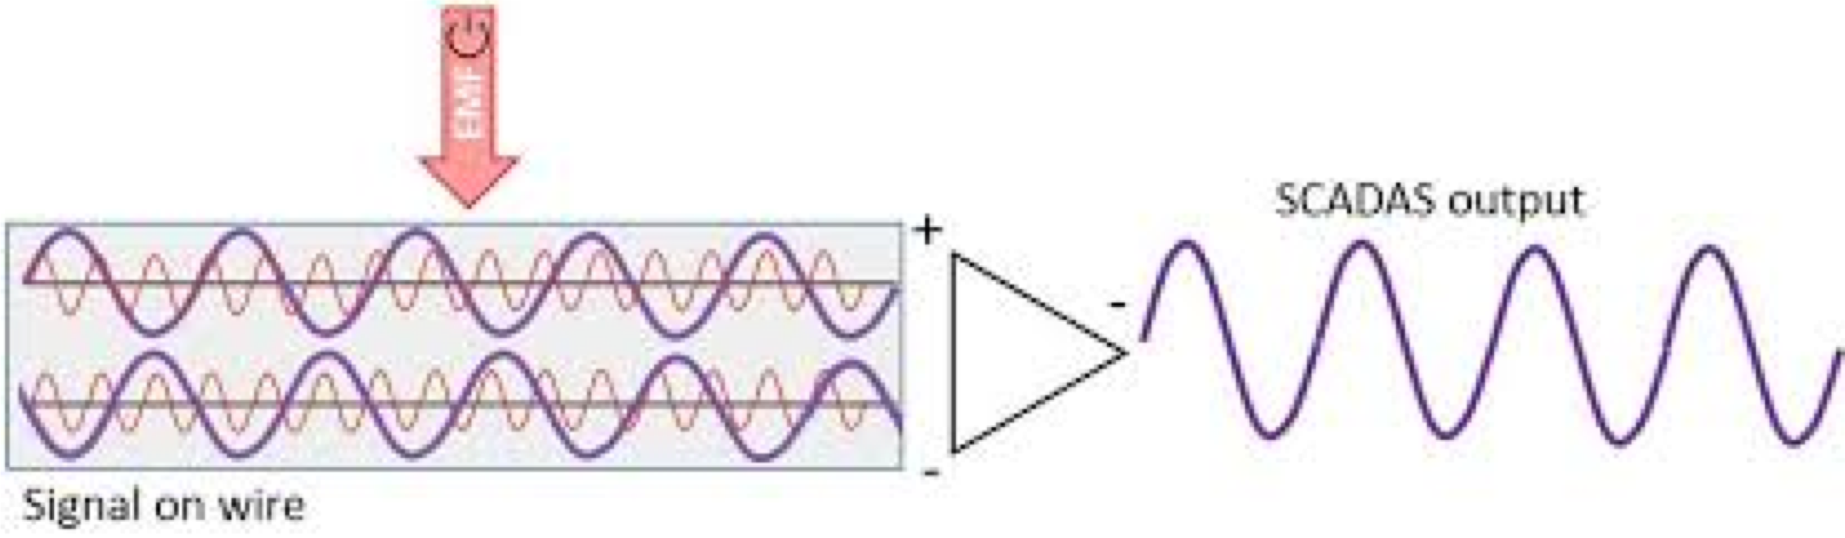 EMF
SCADAS output
+
-
-
Signal on wire